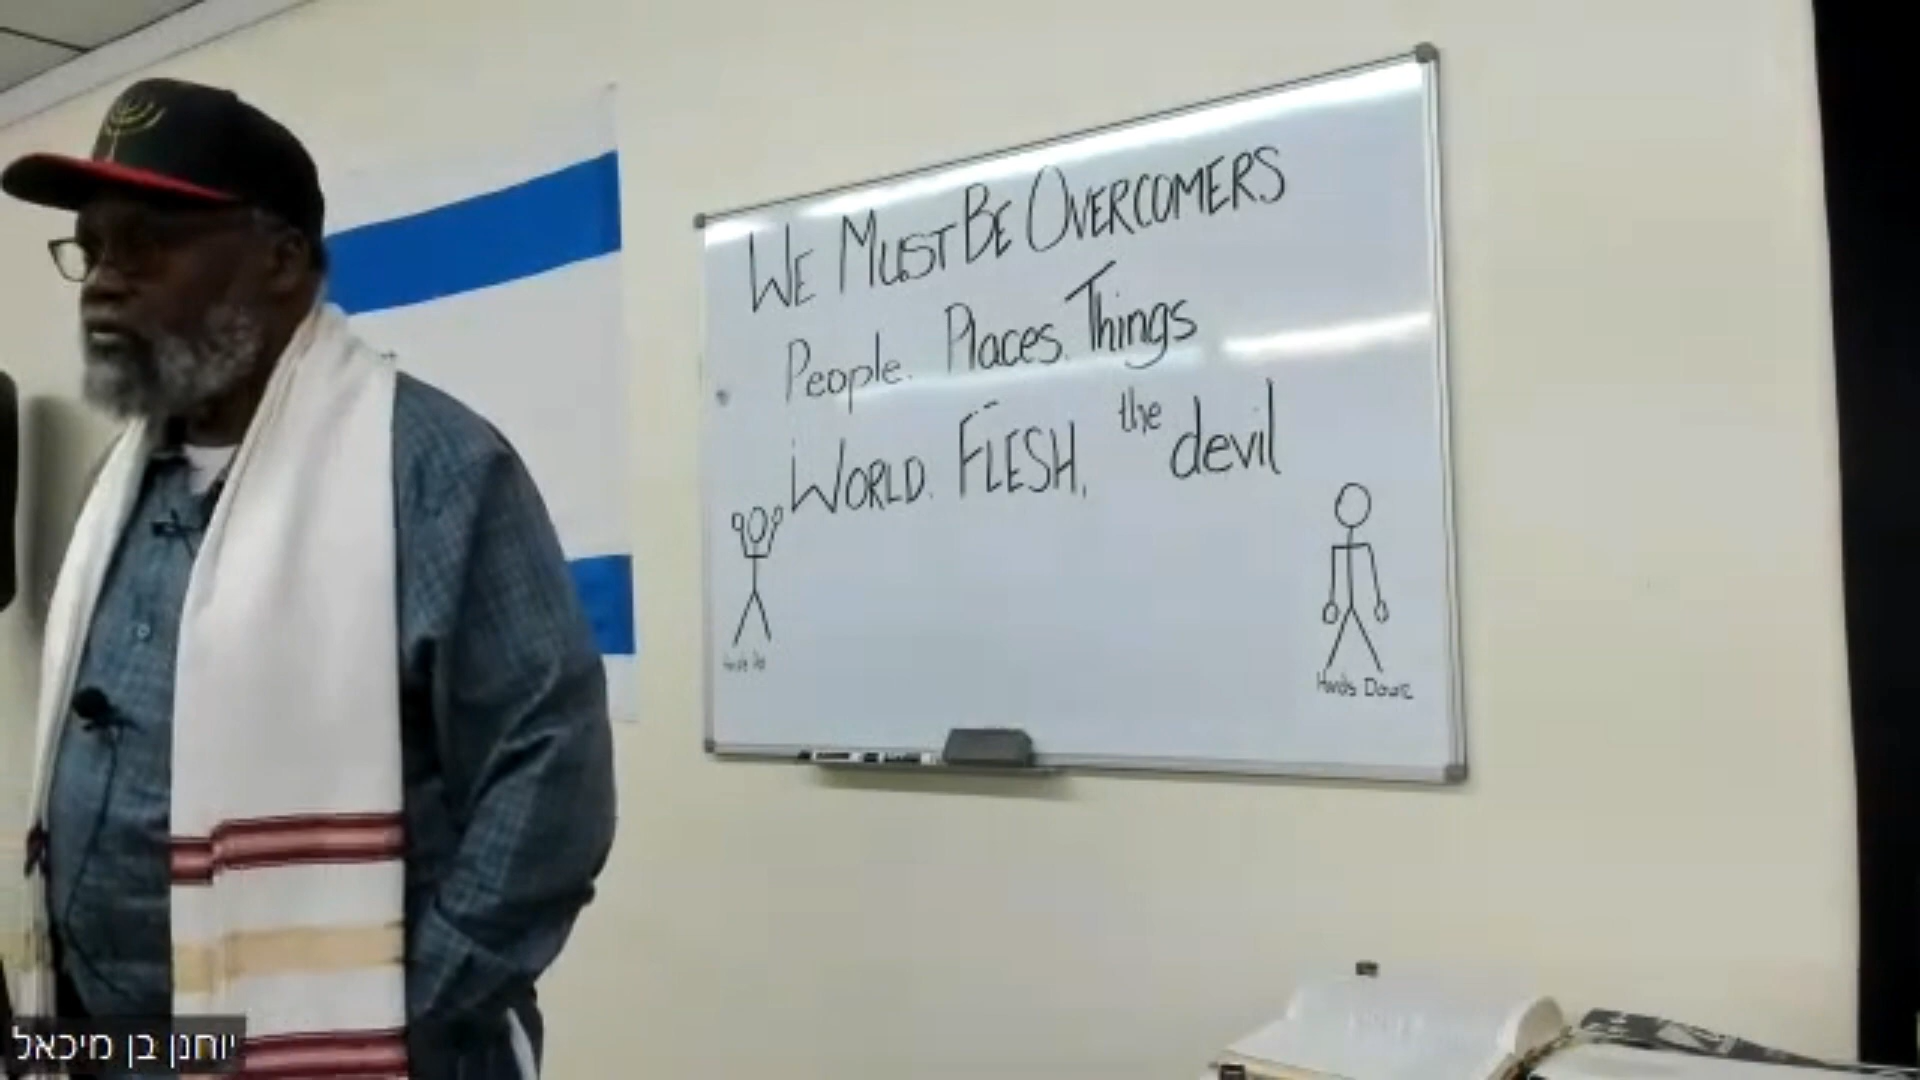 WE MUST BE OVERCOMERS
People. Places. Things
WORLD. FLESH, the devil
Hands Down
יוחנן בן מיכאל